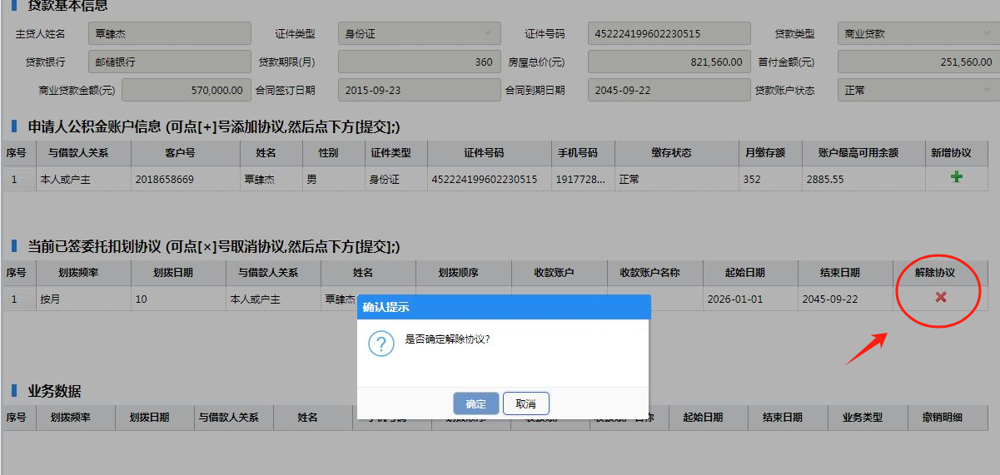 贷款基本信息
主贷人姓名 覃肆杰 证件类型 身份证 证件号码 452224199602230515 贷款类型 商业贷款
贷款银行 邮储银行 贷款期限(月) 360 房屋总价(元) 821,560.00 首付金额(元) 251,560.00
商业贷款金额(元) 570,000.00 合同签订日期 2015-09-23 合同到期日期 2045-09-22 贷款账户状态 正常
申请人公积金账户信息 (可点[+]号添加协议,然后点下方[提交];)
序号 与借款人关系 客户号 姓名 性别 证件类型 证件号码 手机号码 缴存状态 月缴存额 账户最高可用余额 新增协议
1 本人或户主 2018658669 覃肆杰 男 身份证 452224199602230515 1917728... 正常 352 2885.55
当前已签委托扣划协议 (可点[×]号取消协议,然后点下方[提交];)
序号 划拨频率 划拨日期 与借款人关系 姓名 划拨顺序 收款账户 收款账户名称 起始日期 结束日期 解除协议
1 按月 10 本人或户主 覃肆杰 2026-01-01 2045-09-22
确认提示
是否确定解除协议?
确定 取消
业务数据
序号 划拨频率 划拨日期 与借款人关系 姓名 起始日期 结束日期 业务类型 撤销明细